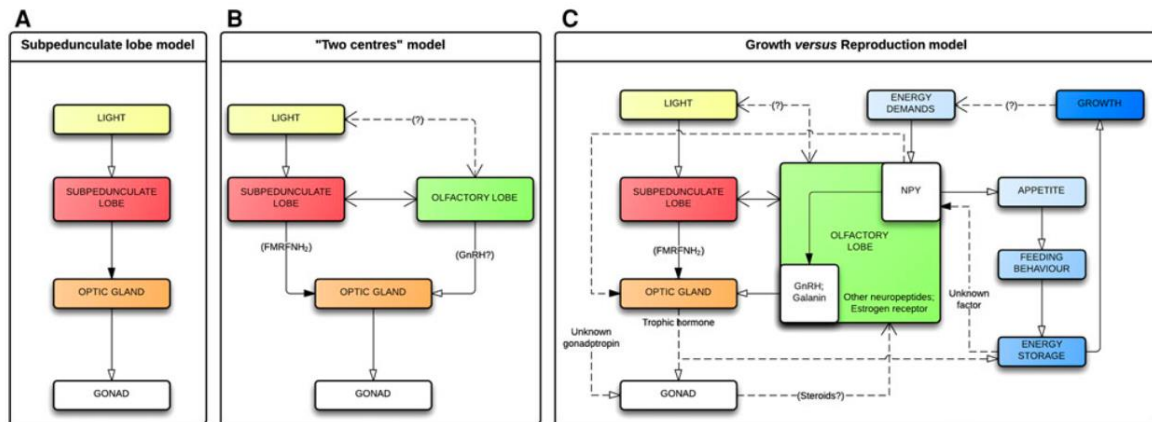 A
Subpedunculate lobe model
LIGHT
SUBPEDUNCULATE
LOBE
OPTIC GLAND
GONAD
B
"Two centres" model
LIGHT
(?)
SUBPEDUNCULATE
LOBE
OLFACTORY LOBE
(FMRFNH₂)
(GnRH?)
OPTIC GLAND
GONAD
C
Growth versus Reproduction model
LIGHT
(?)
ENERGY
DEMANDS
(?)
GROWTH
SUBPEDUNCULATE
LOBE
NPY
APPETITE
OLFACTORY
LOBE
(FMRFNH₂)
FEEDING
BEHAVIOUR
OPTIC GLAND
GnRH;
Galanin
Other neuropeptides;
Estrogen receptor
Unknown
factor
Trophic hormone
Unknown
gonadptropin
ENERGY
STORAGE
GONAD
(Steroids?)